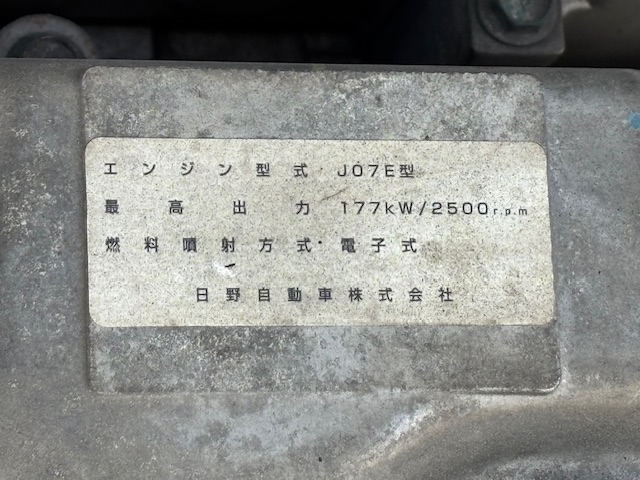 エンジン型式 J07E型
最高出力 177kW/2500r.p.m
燃料噴射方式 電子式
日野自動車株式会社